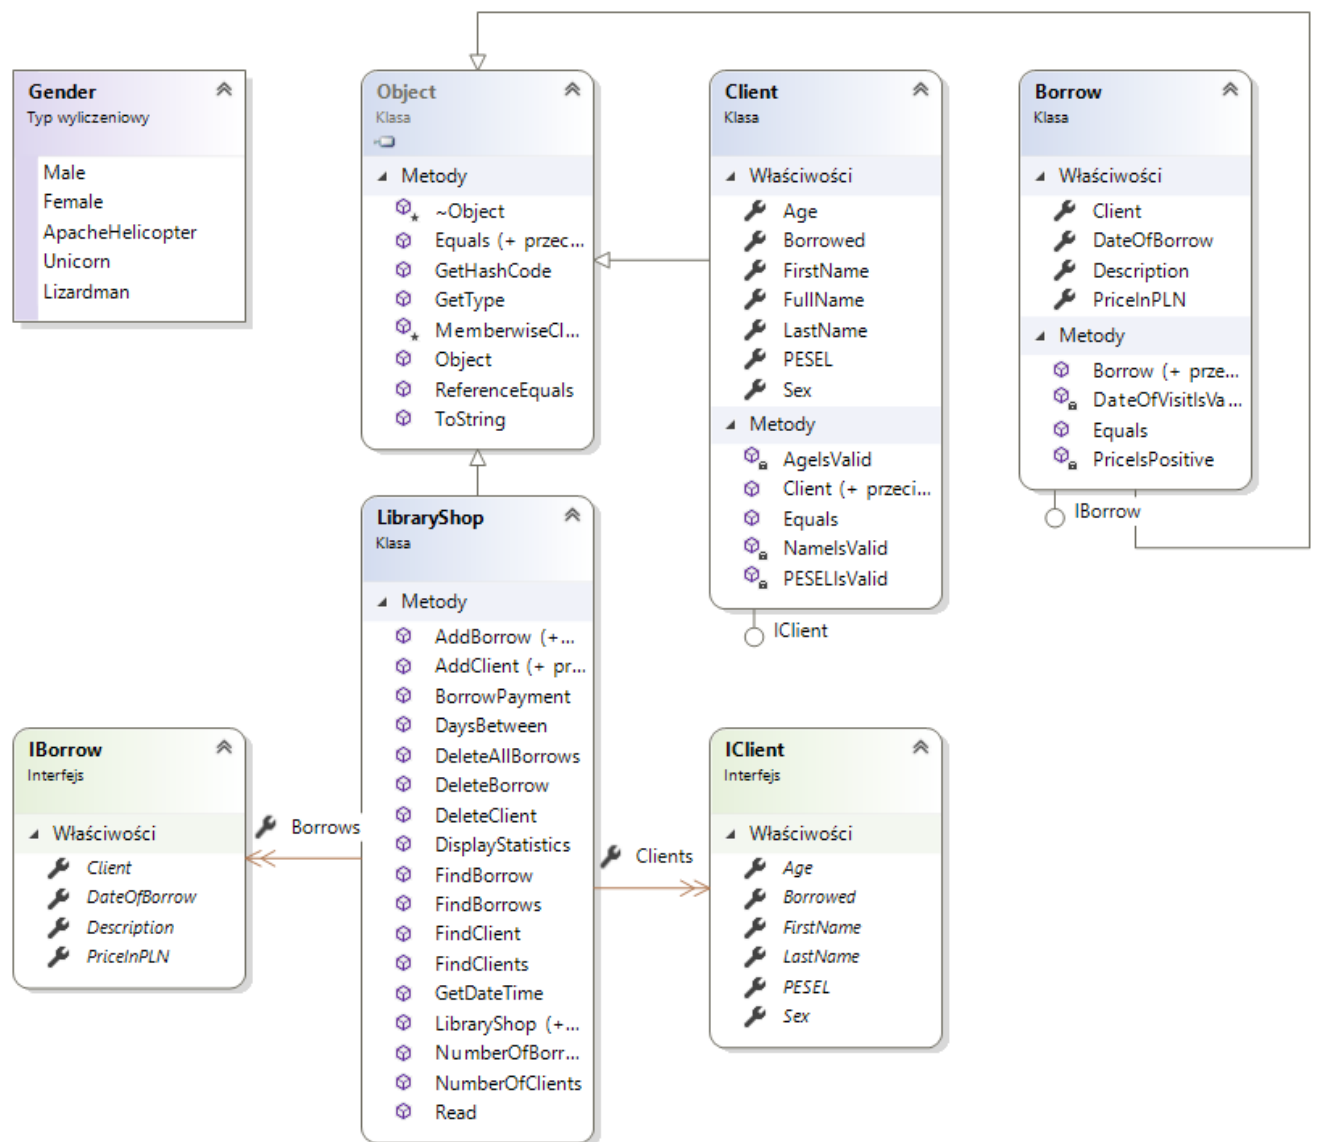 Gender
Typ wyliczeniowy
Male
Female
ApacheHelicopter
Unicorn
Lizardman
Object
Klasa
Metody
~Object
Equals (+ przec...
GetHashCode
GetType
MemberwiseCl...
Object
ReferenceEquals
ToString
Client
Klasa
Właściwości
Age
Borrowed
FirstName
FullName
LastName
PESEL
Sex
Metody
AgeIsValid
Client (+ przeci...
Equals
NameIsValid
PESELIsValid
IClient
Borrow
Klasa
Właściwości
Client
DateOfBorrow
Description
PriceInPLN
Metody
Borrow (+ prze...
DateOfVisitIsVa...
Equals
PriceIsPositive
IBorrow
LibraryShop
Klasa
Metody
AddBorrow (+...
AddClient (+ pr...
BorrowPayment
DaysBetween
DeleteAllBorrows
DeleteBorrow
DeleteClient
DisplayStatistics
FindBorrow
FindBorrows
FindClient
FindClients
GetDateTime
LibraryShop (+...
NumberOfBorr...
NumberOfClients
Read
IBorrow
Interfejs
Właściwości
Client
DateOfBorrow
Description
PriceInPLN
Borrows
Clients
IClient
Interfejs
Właściwości
Age
Borrowed
FirstName
LastName
PESEL
Sex